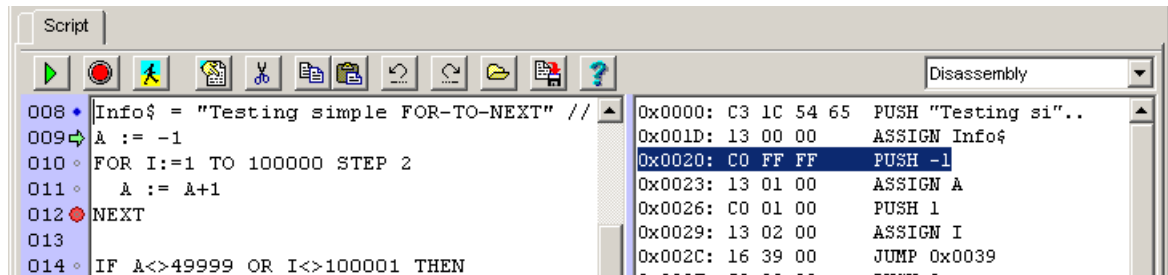 Script
Disassembly
008 Info$ = "Testing simple FOR-TO-NEXT" //
009 A := -1
010 FOR I:=1 TO 100000 STEP 2
011 A := A+1
012 NEXT
013
014 IF A<>49999 OR I<>100001 THEN
0x0000: C3 1C 54 65 PUSH "Testing si"..
0x001D: 13 00 00 ASSIGN Info$
0x0020: C0 FF FF PUSH -1
0x0023: 13 01 00 ASSIGN A
0x0026: C0 01 00 PUSH 1
0x0029: 13 02 00 ASSIGN I
0x002C: 16 39 00 JUMP 0x0039